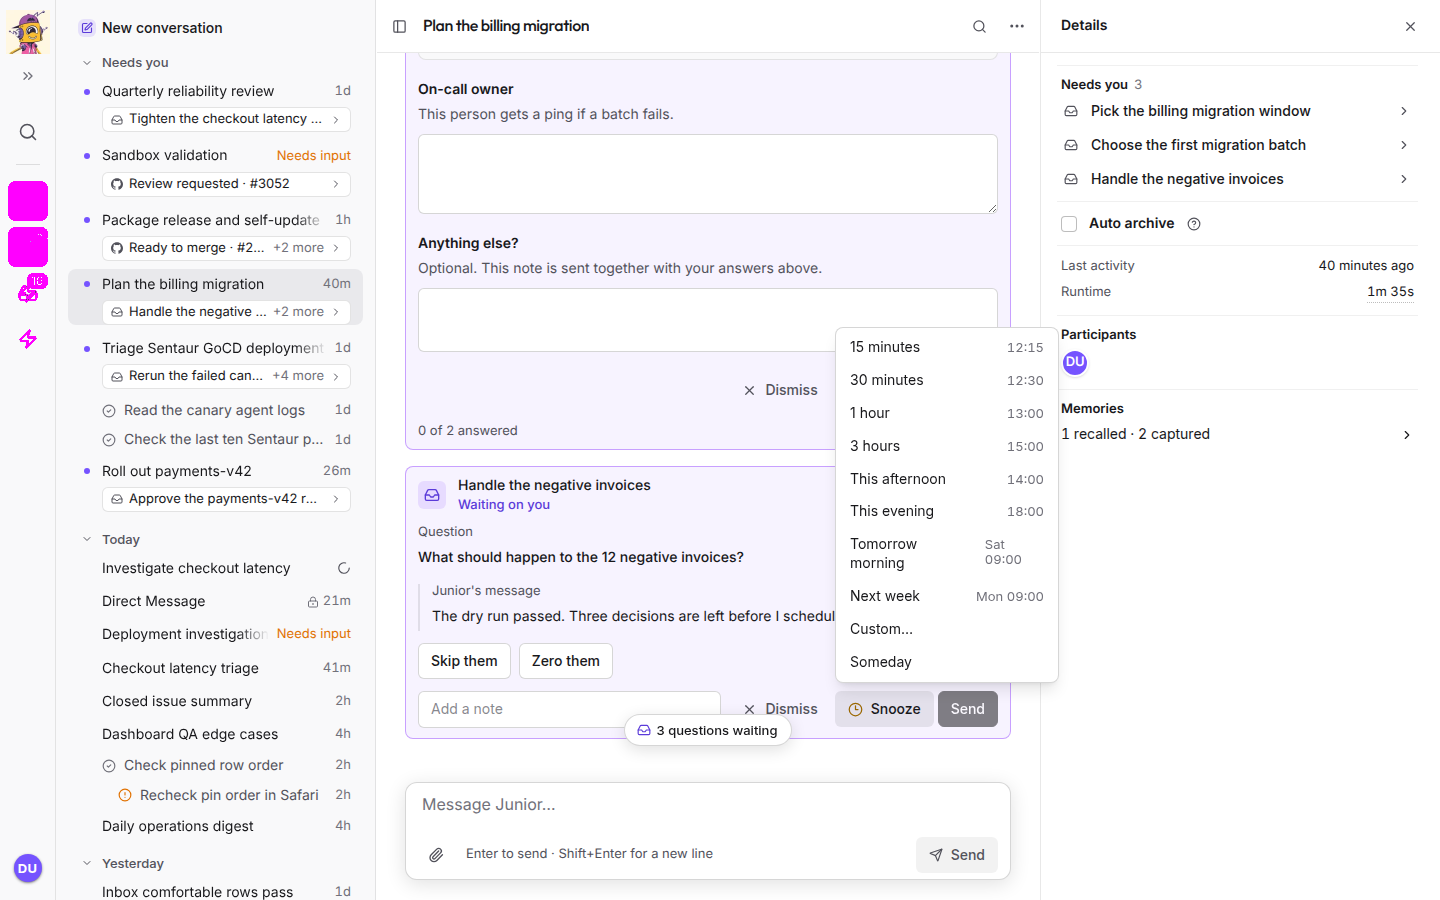 New conversation
Needs you
Quarterly reliability review 1d
Tighten the checkout latency ...
Sandbox validation Needs input
Review requested · #3052
Package release and self-update 1h
Ready to merge · #2... +2 more
Plan the billing migration 40m
Handle the negative ... +2 more
Triage Sentaur GoCD deployment 1d
Rerun the failed can... +4 more
Read the canary agent logs 1d
Check the last ten Sentaur p... 1d
Roll out payments-v42 26m
Approve the payments-v42 r...
Today
Investigate checkout latency
Direct Message 21m
Deployment investigation Needs input
Checkout latency triage 41m
Closed issue summary 2h
Dashboard QA edge cases 4h
Check pinned row order 2h
Recheck pin order in Safari 2h
Daily operations digest 4h
Yesterday
Inbox comfortable rows pass 1d
DU
Plan the billing migration
On-call owner
This person gets a ping if a batch fails.
Anything else?
Optional. This note is sent together with your answers above.
Dismiss
0 of 2 answered
Handle the negative invoices
Waiting on you
Question
What should happen to the 12 negative invoices?
Junior's message
The dry run passed. Three decisions are left before I schedul
Skip them
Zero them
Add a note
Dismiss
Snooze
Send
3 questions waiting
15 minutes 12:15
30 minutes 12:30
1 hour 13:00
3 hours 15:00
This afternoon 14:00
This evening 18:00
Tomorrow morning Sat 09:00
Next week Mon 09:00
Custom...
Someday
Message Junior...
Enter to send · Shift+Enter for a new line
Send
Details
Needs you 3
Pick the billing migration window
Choose the first migration batch
Handle the negative invoices
Auto archive
Last activity 40 minutes ago
Runtime 1m 35s
Participants
DU
Memories
1 recalled · 2 captured